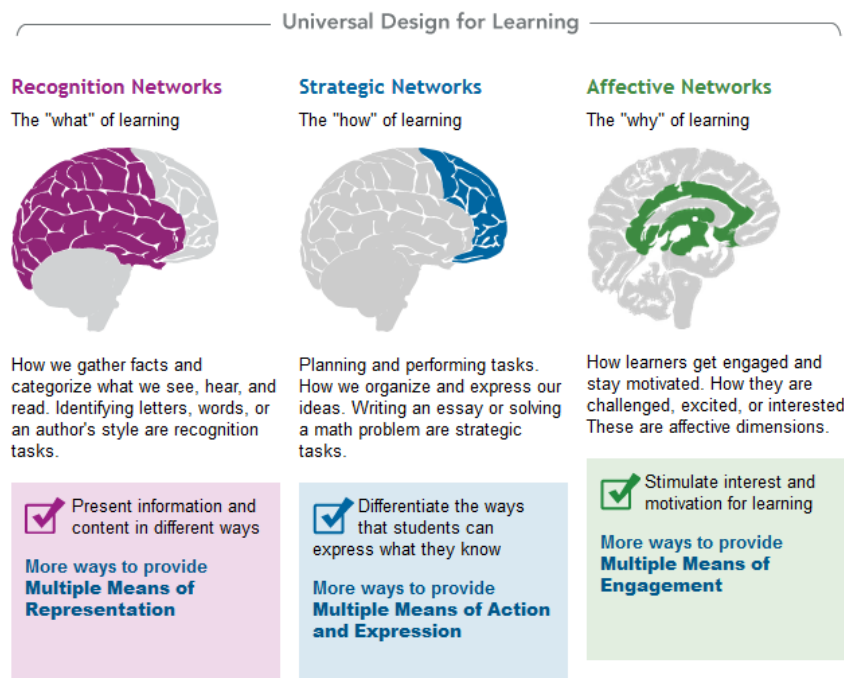 Universal Design for Learning
Recognition Networks
The "what" of learning
How we gather facts and
categorize what we see, hear, and
read. Identifying letters, words, or
an author's style are recognition
tasks.
Present information and
content in different ways
More ways to provide
Multiple Means of
Representation
Strategic Networks
The "how" of learning
Planning and performing tasks.
How we organize and express our
ideas. Writing an essay or solving
a math problem are strategic
tasks.
Differentiate the ways
that students can
express what they know
More ways to provide
Multiple Means of Action
and Expression
Affective Networks
The "why" of learning
How learners get engaged and
stay motivated. How they are
challenged, excited, or interested
These are affective dimensions.
Stimulate interest and
motivation for learning
More ways to provide
Multiple Means of
Engagement